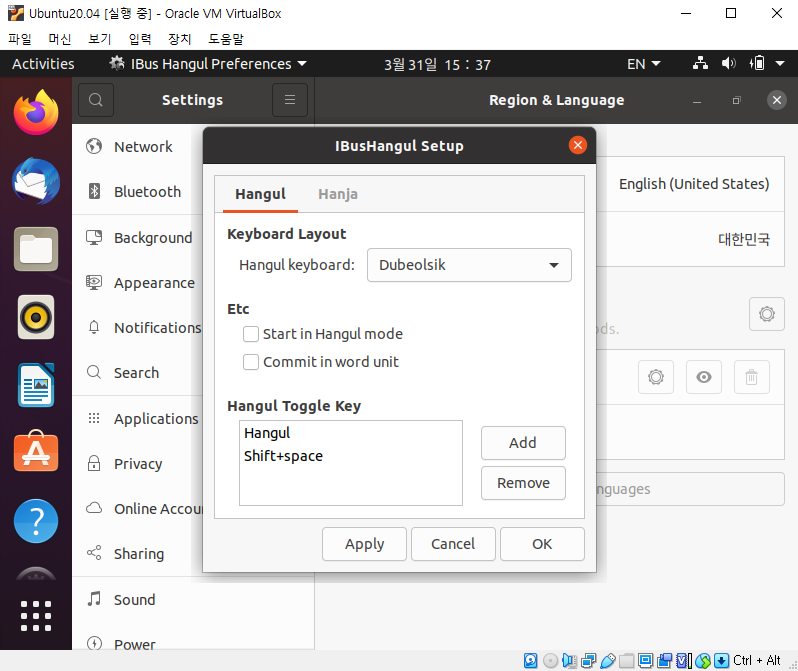 Ubuntu20.04 [실행 중] - Oracle VM VirtualBox
파일 머신 보기 입력 장치 도움말
Activities IBus Hangul Preferences 3월 31일 15 : 37 EN
Settings Region & Language
IBusHangul Setup
Hangul Hanja
Keyboard Layout
Hangul keyboard: Dubeolsik
Etc
Start in Hangul mode
Commit in word unit
Hangul Toggle Key
Hangul
Shift+space
Add
Remove
Apply Cancel OK
Network
Bluetooth
Background
Appearance
Notifications
Search
Applications
Privacy
Online Accou
Sharing
Sound
Power
English (United States)
대한민국
ods.
nguages
Ctrl + Alt